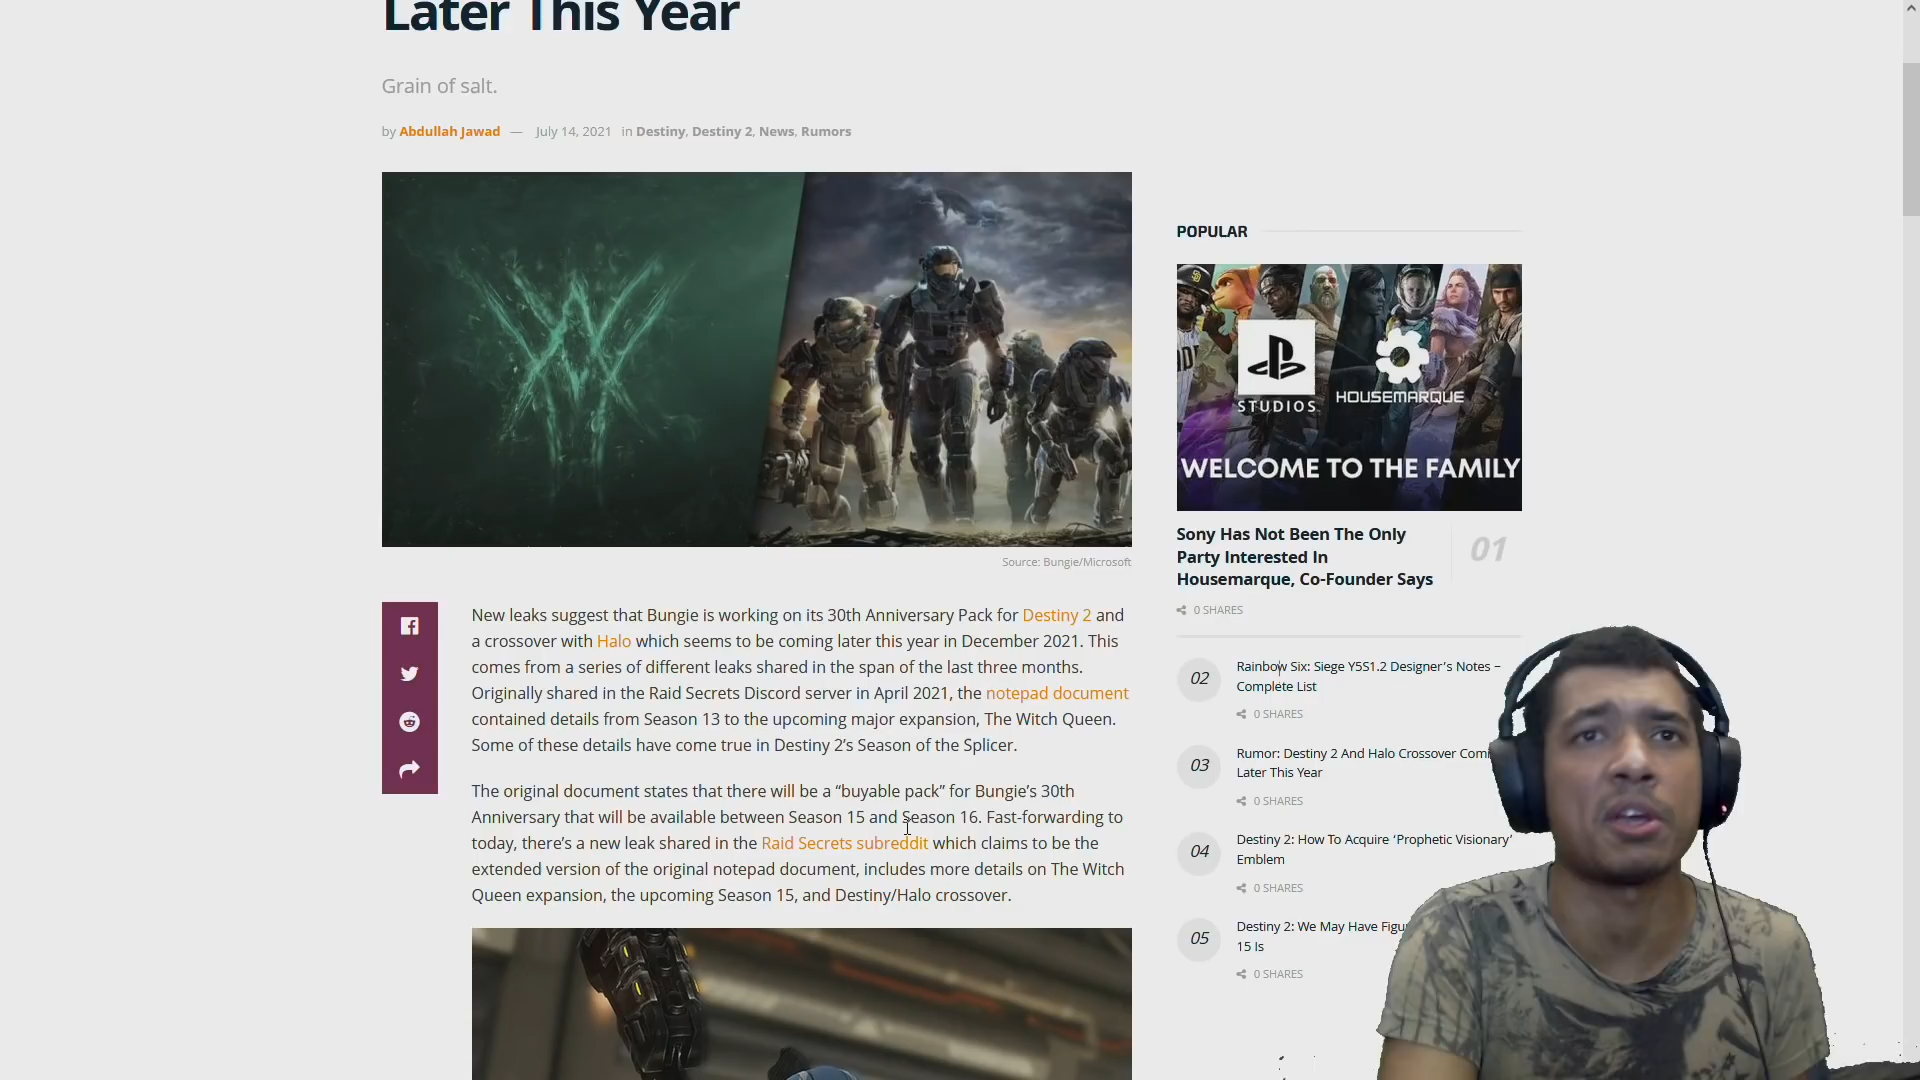 Later This Year
Grain of salt.
by Abdullah Jawad — July 14, 2021 in Destiny, Destiny 2, News, Rumors
Source: Bungie/Microsoft
New leaks suggest that Bungie is working on its 30th Anniversary Pack for Destiny 2 and
a crossover with Halo which seems to be coming later this year in December 2021. This
comes from a series of different leaks shared in the span of the last three months.
Originally shared in the Raid Secrets Discord server in April 2021, the notepad document
contained details from Season 13 to the upcoming major expansion, The Witch Queen.
Some of these details have come true in Destiny 2’s Season of the Splicer.
The original document states that there will be a “buyable pack” for Bungie’s 30th
Anniversary that will be available between Season 15 and Season 16. Fast-forwarding to
today, there’s a new leak shared in the Raid Secrets subreddit which claims to be the
extended version of the original notepad document, includes more details on The Witch
Queen expansion, the upcoming Season 15, and Destiny/Halo crossover.
POPULAR
STUDIOS
HOUSEMARQUE
WELCOME TO THE FAMILY
Sony Has Not Been The Only
Party Interested In
Housemarque, Co-Founder Says
01
0 SHARES
02
Rainbow Six: Siege Y5S1.2 Designer’s Notes –
Complete List
0 SHARES
03
Rumor: Destiny 2 And Halo Crossover
Later This Year
0 SHARES
04
Destiny 2: How To Acquire ‘Prophetic Visionary’
Emblem
0 SHARES
05
Destiny 2: We May Have
15 Is
0 SHARES